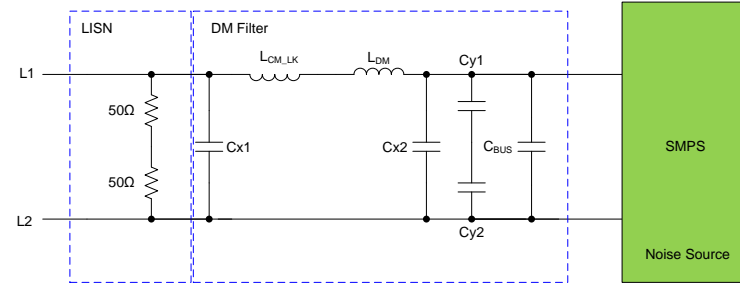 LISN
DM Filter
L1
L_CM_LK
L_DM
Cy1
50Ω
50Ω
Cx1
Cx2
C_BUS
SMPS
L2
Cy2
Noise Source